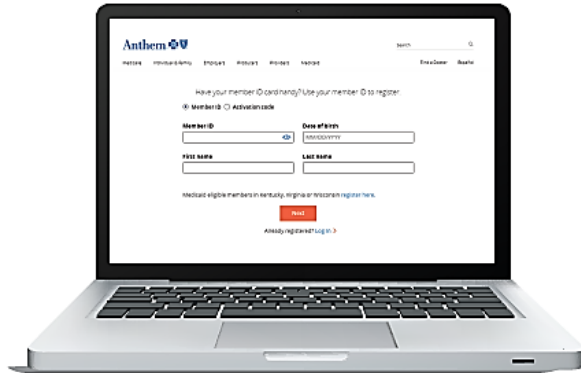 Anthem
Search
Medicare Individual & Family Employers Producers Providers Medicaid Find a Doctor Español
Have your member ID card handy? Use your member ID to register.
Member ID Activation code
Member ID Date of birth
MM/DD/YYYY
First name Last name
Medicaid eligible members in Kentucky, Virginia or Wisconsin register here.
Next
Already registered? Log in >